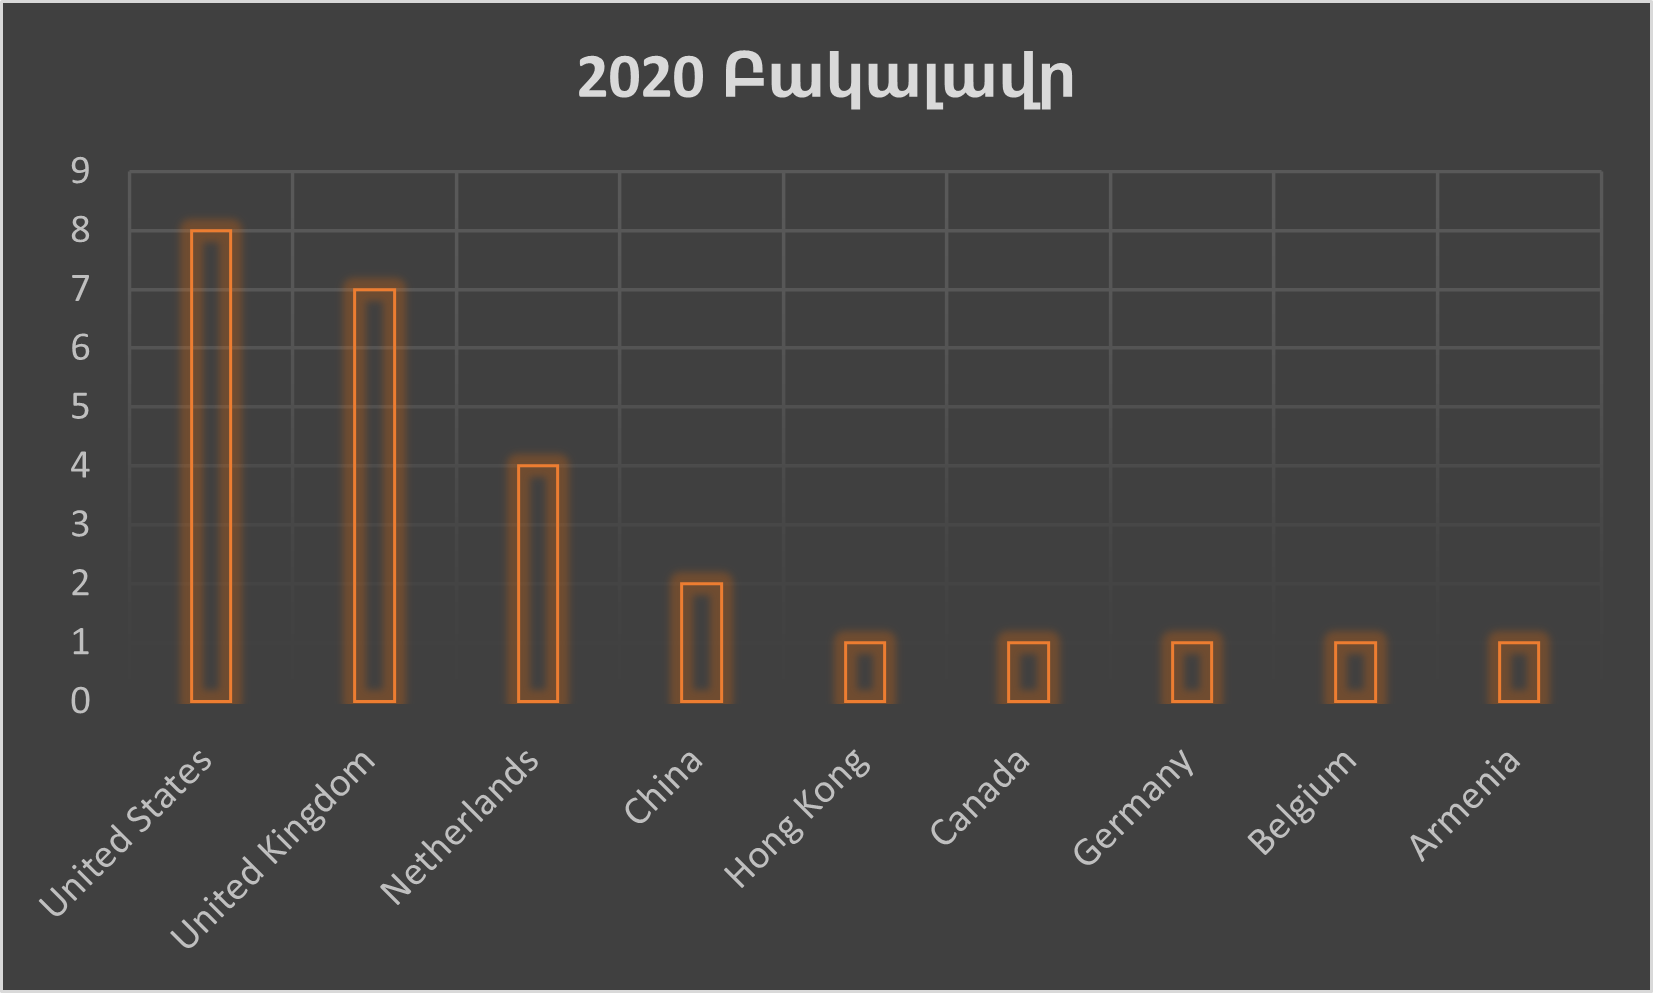 2020 Բակալավր
9
8
7
6
5
4
3
2
1
0
United States
United Kingdom
Netherlands
China
Hong Kong
Canada
Germany
Belgium
Armenia